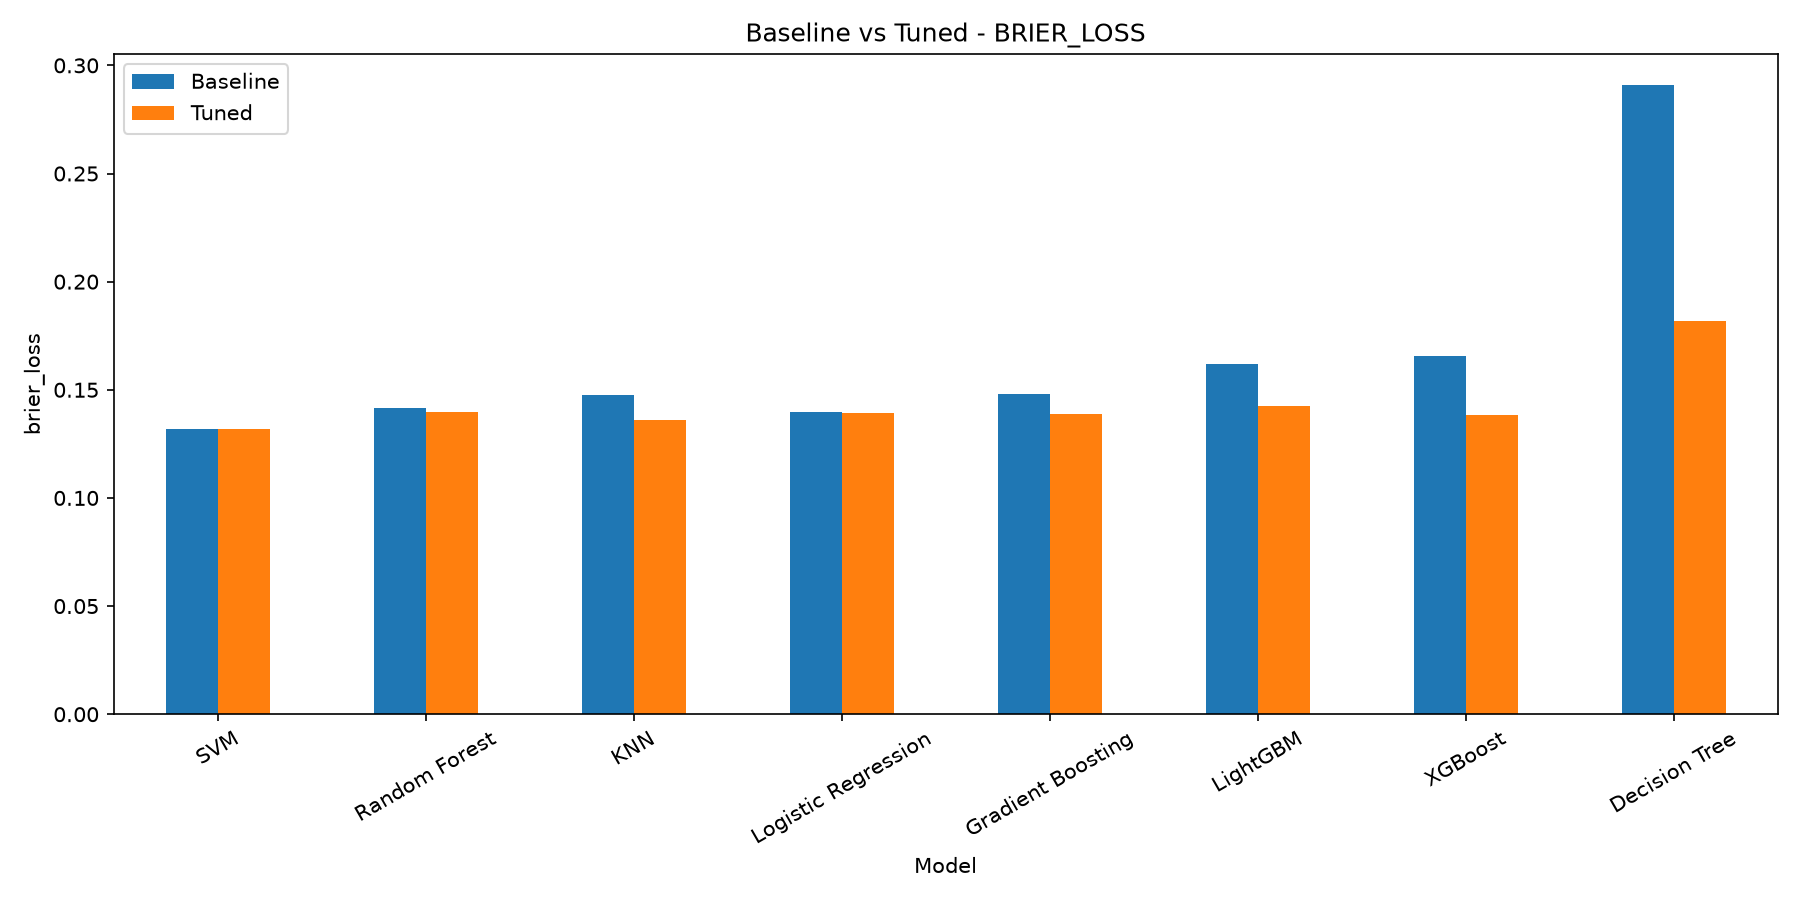 Baseline vs Tuned - BRIER_LOSS
Baseline
Tuned
brier_loss
0.30
0.25
0.20
0.15
0.10
0.05
0.00
SVM
Random Forest
KNN
Logistic Regression
Gradient Boosting
LightGBM
XGBoost
Decision Tree
Model